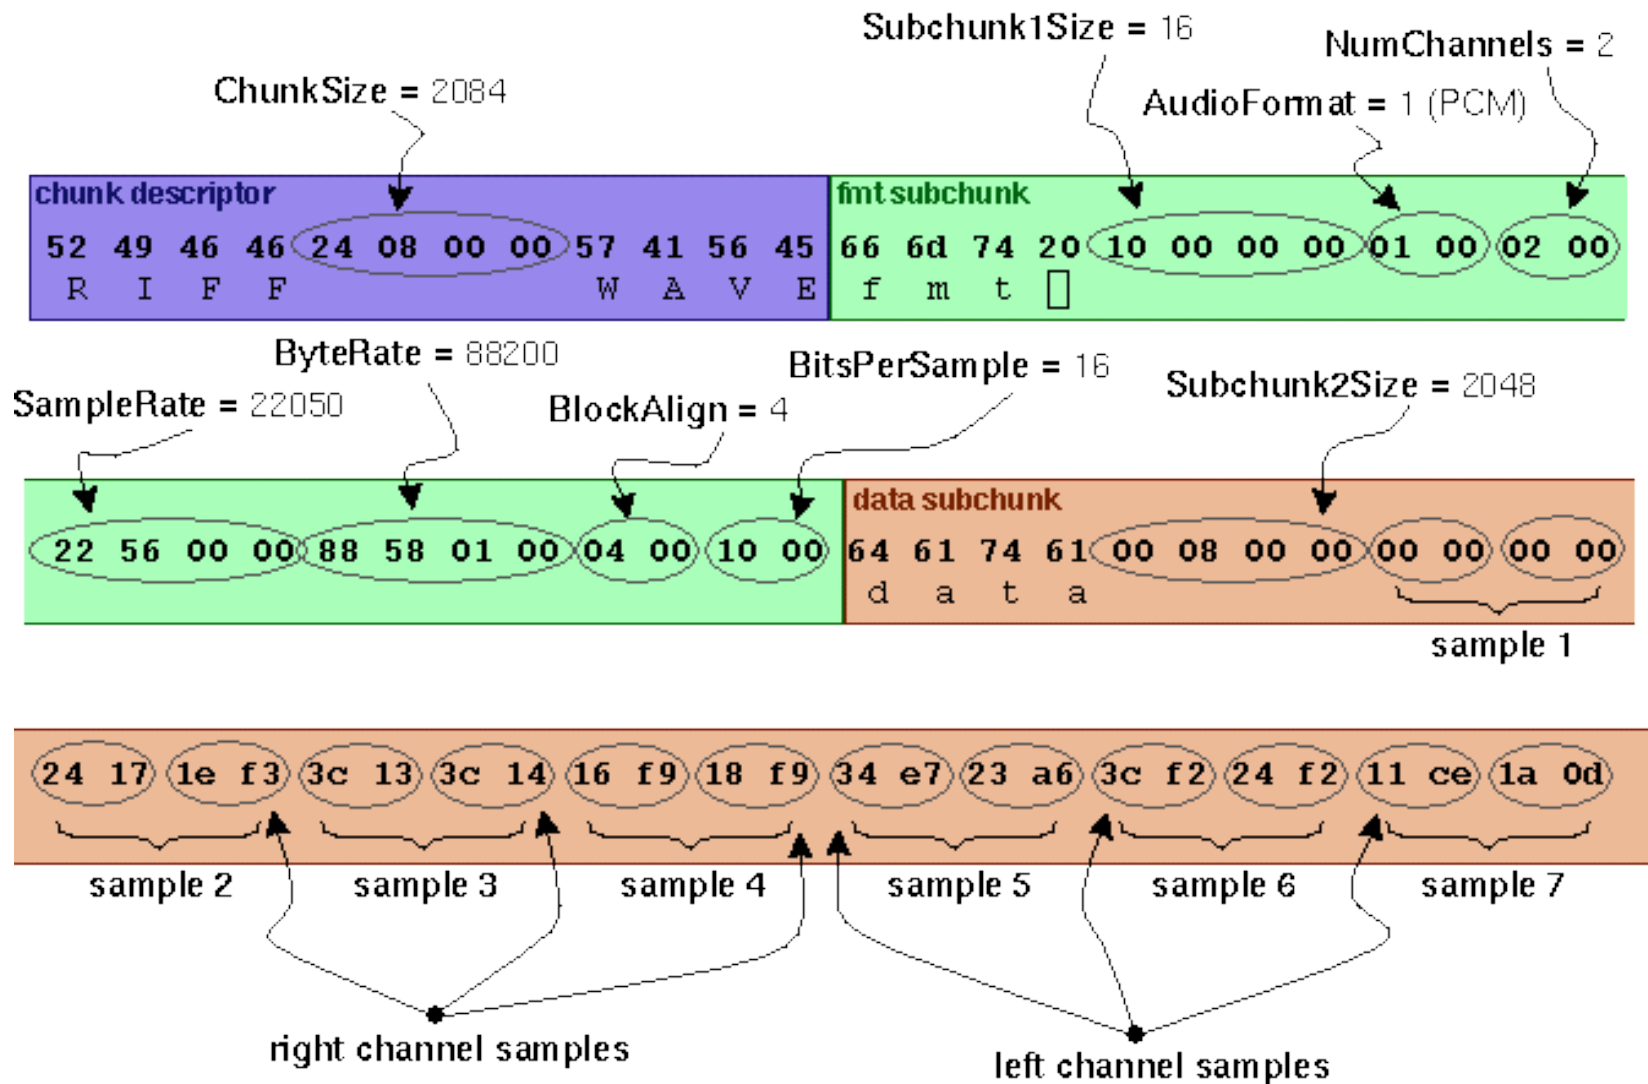 Subchunk1Size = 16
NumChannels = 2
ChunkSize = 2084
AudioFormat = 1 (PCM)
chunk descriptor
fmt subchunk
52 49 46 46 24 08 00 00 57 41 56 45 66 6d 74 20 10 00 00 00 01 00 02 00
R I F F W A V E f m t
ByteRate = 88200
BitsPerSample = 16
Subchunk2Size = 2048
SampleRate = 22050
BlockAlign = 4
data subchunk
22 56 00 00 88 58 01 00 04 00 10 00 64 61 74 61 00 08 00 00 00 00 00 00
d a t a
sample 1
24 17 1e f3 3c 13 3c 14 16 f9 18 f9 34 e7 23 a6 3c f2 24 f2 11 ce 1a 0d
sample 2 sample 3 sample 4 sample 5 sample 6 sample 7
right channel samples
left channel samples